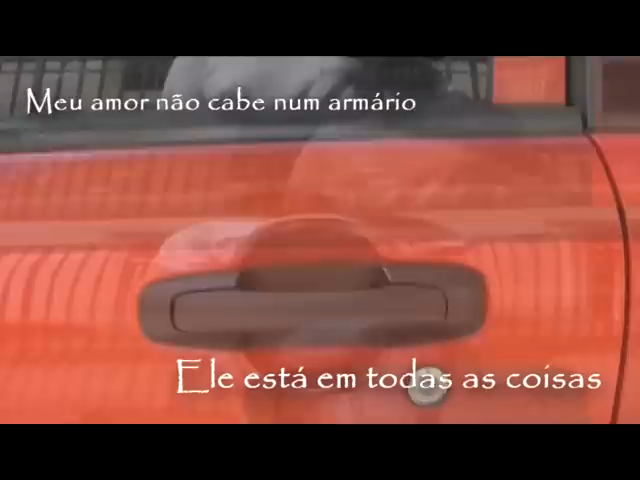 Meu amor não cabe num armário
Ele está em todas as coisas